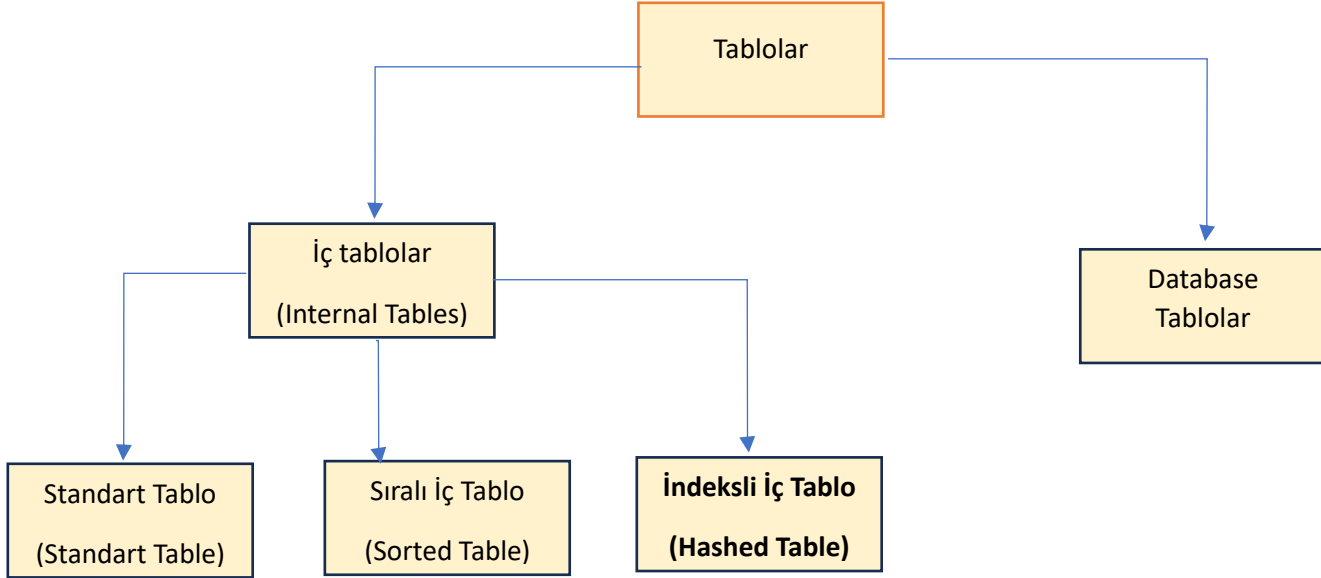 Tablolar
İç tablolar
(Internal Tables)
Database
Tablolar
Standart Tablo
(Standart Table)
Sıralı İç Tablo
(Sorted Table)
İndeksli İç Tablo
(Hashed Table)